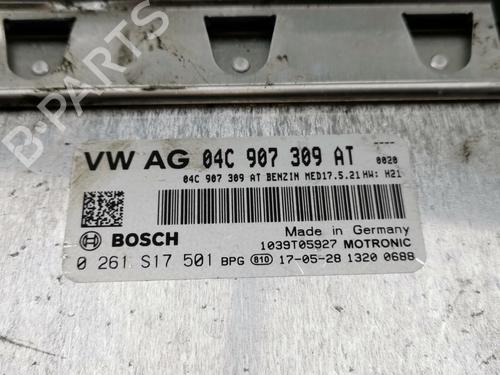 VW AG 04C 907 309 AT 0020
04C 907 309 AT BENZIN MED17.5.21 HW: H21
Made in Germany
BOSCH 1039T05927 MOTRONIC
0 261 S17 501 BPG 810 17-05-28 1320 0688
B-PARTS